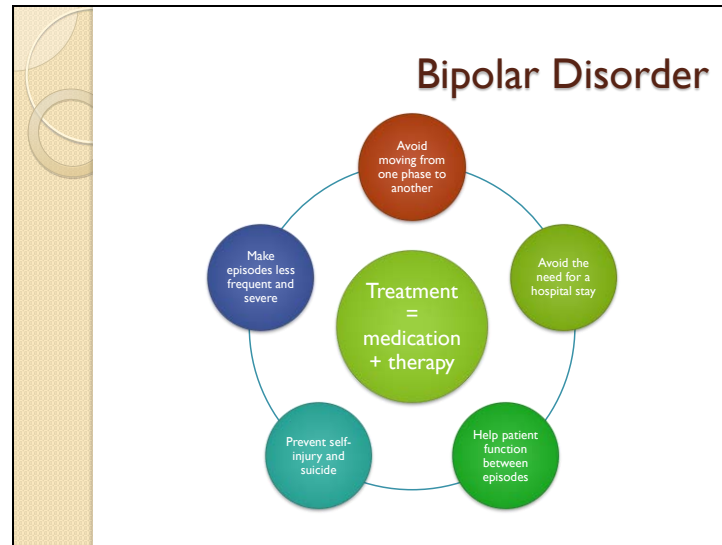 Bipolar Disorder
Avoid
moving from
one phase to
another
Avoid the
need for a
hospital stay
Help patient
function
between
episodes
Prevent self-
injury and
suicide
Make
episodes less
frequent and
severe
Treatment
=
medication
+ therapy